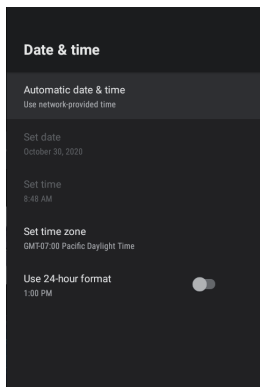 Date & time
Automatic date & time
Use network-provided time
Set date
October 30, 2020
Set time
8:48 AM
Set time zone
GMT-07:00 Pacific Daylight Time
Use 24-hour format
1:00 PM